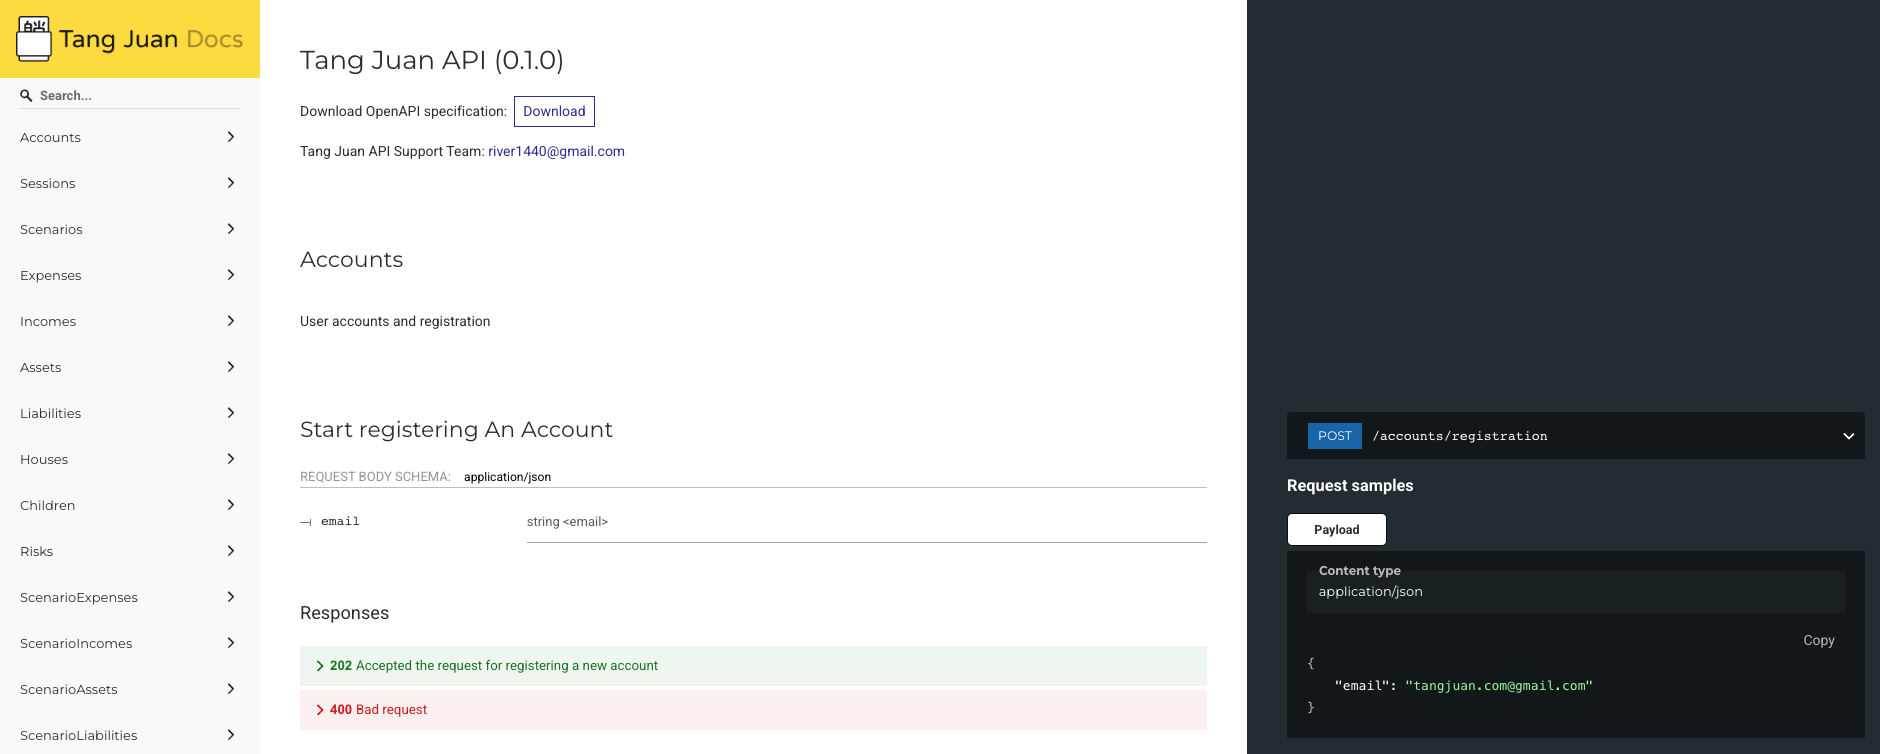 躺
Tang Juan Docs
Search...
Accounts
Sessions
Scenarios
Expenses
Incomes
Assets
Liabilities
Houses
Children
Risks
ScenarioExpenses
ScenarioIncomes
ScenarioAssets
ScenarioLiabilities
Tang Juan API (0.1.0)
Download OpenAPI specification: Download
Tang Juan API Support Team: river1440@gmail.com
Accounts
User accounts and registration
Start registering An Account
REQUEST BODY SCHEMA: application/json
email string <email>
Responses
202 Accepted the request for registering a new account
400 Bad request
POST /accounts/registration
Request samples
Payload
Content type
application/json
Copy
{
"email": "tangjuan.com@gmail.com"
}